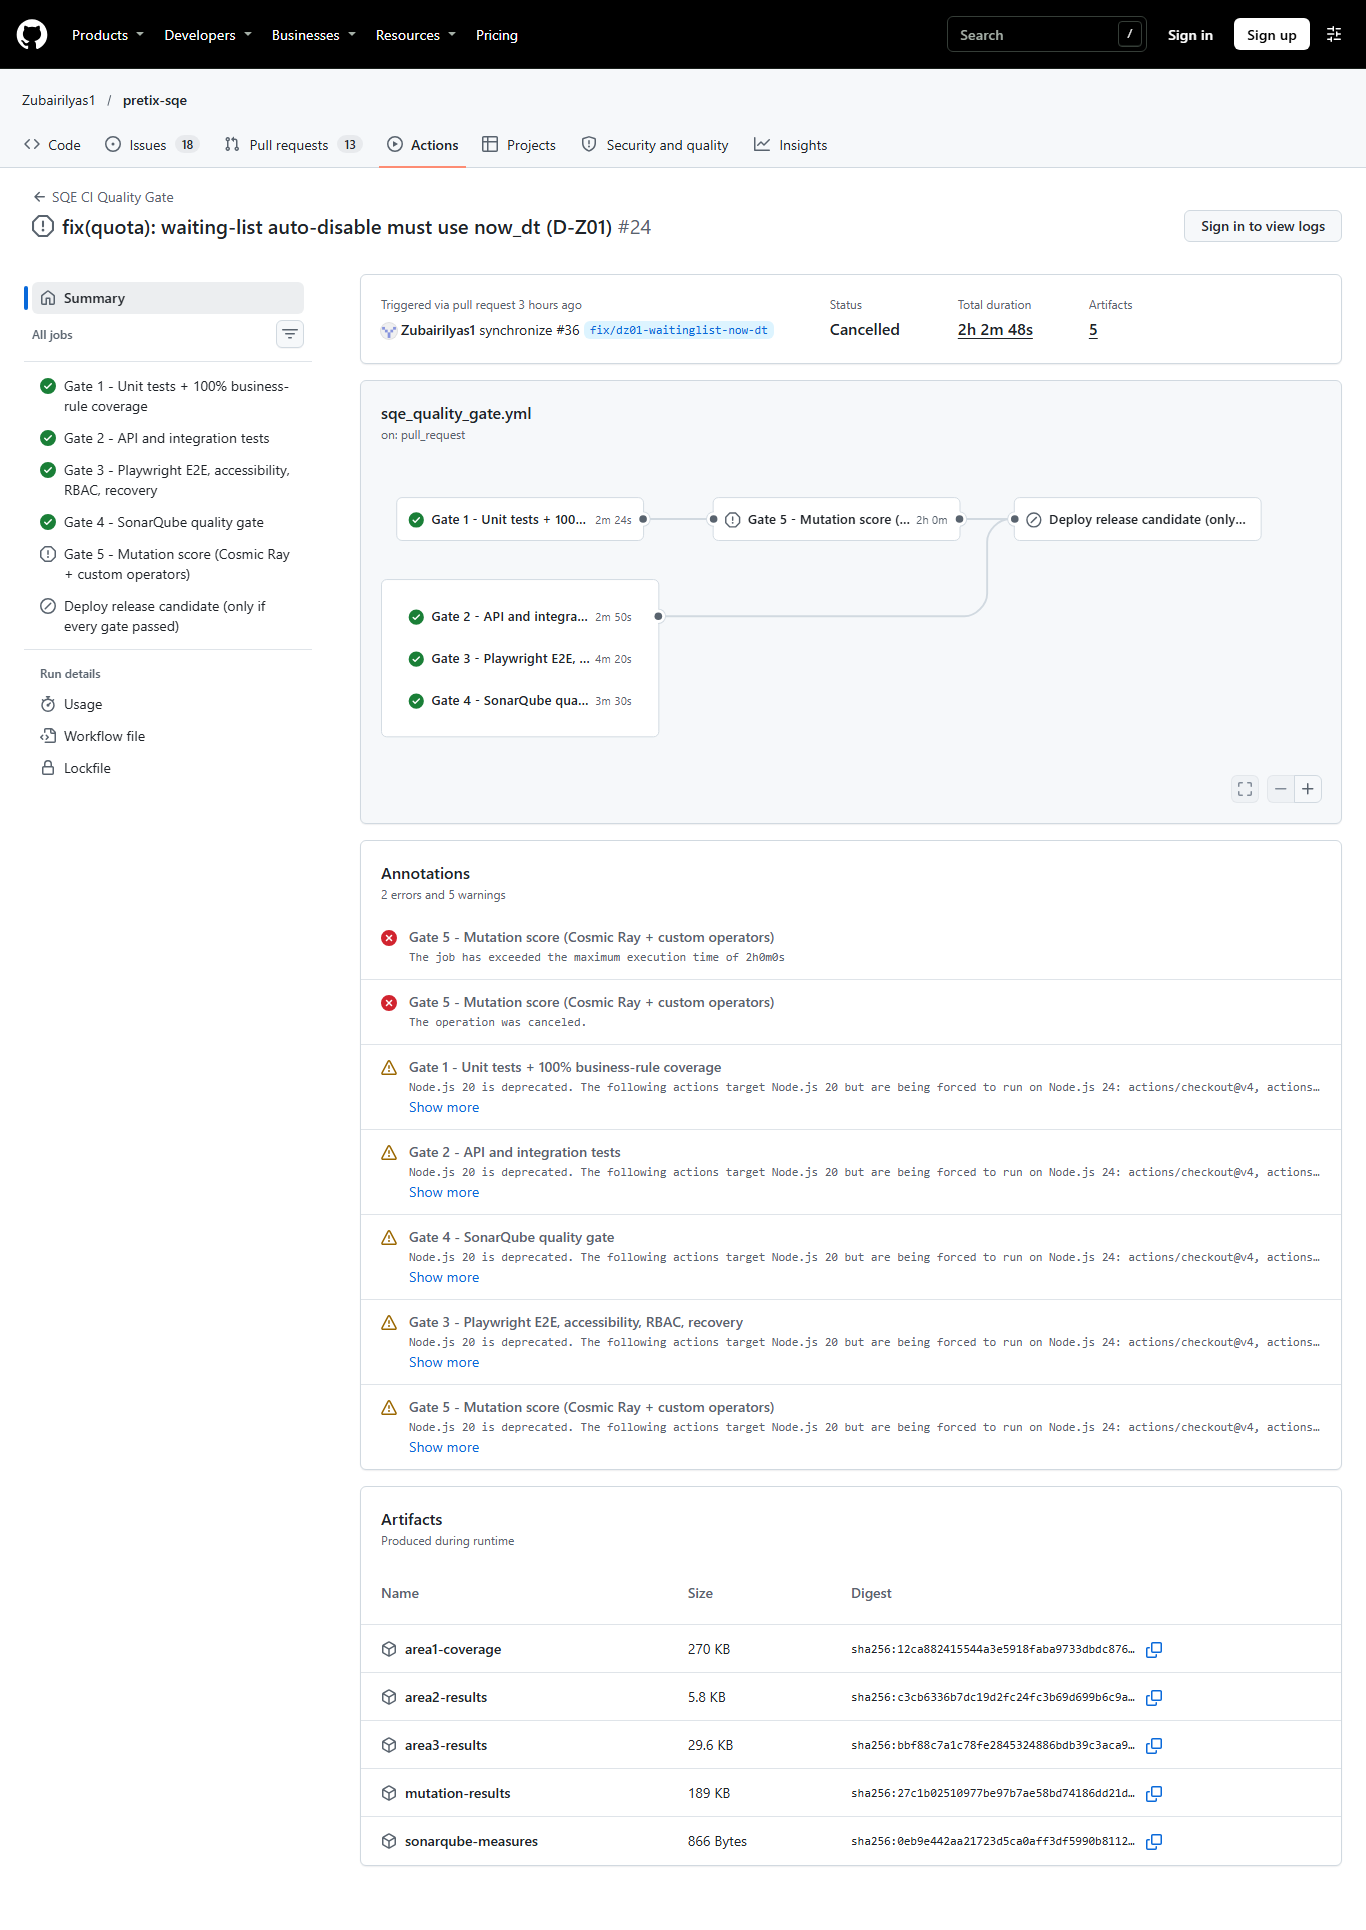 Products
Developers
Businesses
Resources
Pricing
Search
/
Sign in
Sign up
Zubairilyas1 / pretix-sqe
Code
Issues 18
Pull requests 13
Actions
Projects
Security and quality
Insights
SQE CI Quality Gate
fix(quota): waiting-list auto-disable must use now_dt (D-Z01) #24
Sign in to view logs
Summary
All jobs
Gate 1 - Unit tests + 100% business-
rule coverage
Gate 2 - API and integration tests
Gate 3 - Playwright E2E, accessibility,
RBAC, recovery
Gate 4 - SonarQube quality gate
Gate 5 - Mutation score (Cosmic Ray
+ custom operators)
Deploy release candidate (only if
every gate passed)
Run details
Usage
Workflow file
Lockfile
Triggered via pull request 3 hours ago
Zubairilyas1 synchronize #36 fix/dz01-waitinglist-now-dt
Status
Cancelled
Total duration
2h 2m 48s
Artifacts
5
sqe_quality_gate.yml
on: pull_request
Gate 1 - Unit tests + 100... 2m 24s
Gate 5 - Mutation score (... 2h 0m
Deploy release candidate (only...
Gate 2 - API and integra... 2m 50s
Gate 3 - Playwright E2E, ... 4m 20s
Gate 4 - SonarQube qua... 3m 30s
Annotations
2 errors and 5 warnings
Gate 5 - Mutation score (Cosmic Ray + custom operators)
The job has exceeded the maximum execution time of 2h0m0s
Gate 5 - Mutation score (Cosmic Ray + custom operators)
The operation was canceled.
Gate 1 - Unit tests + 100% business-rule coverage
Node.js 20 is deprecated. The following actions target Node.js 20 but are being forced to run on Node.js 24: actions/checkout@v4, actions…
Show more
Gate 2 - API and integration tests
Node.js 20 is deprecated. The following actions target Node.js 20 but are being forced to run on Node.js 24: actions/checkout@v4, actions…
Show more
Gate 4 - SonarQube quality gate
Node.js 20 is deprecated. The following actions target Node.js 20 but are being forced to run on Node.js 24: actions/checkout@v4, actions…
Show more
Gate 3 - Playwright E2E, accessibility, RBAC, recovery
Node.js 20 is deprecated. The following actions target Node.js 20 but are being forced to run on Node.js 24: actions/checkout@v4, actions…
Show more
Gate 5 - Mutation score (Cosmic Ray + custom operators)
Node.js 20 is deprecated. The following actions target Node.js 20 but are being forced to run on Node.js 24: actions/checkout@v4, actions…
Show more
Artifacts
Produced during runtime
Name Size Digest
area1-coverage 270 KB sha256:12ca882415544a3e5918faba9733dbdc876…
area2-results 5.8 KB sha256:c3cb6336b7dc19d2fc24fc3b69d699b6c9a…
area3-results 29.6 KB sha256:bbf88c7a1c78fe2845324886bdb39c3aca9…
mutation-results 189 KB sha256:27c1b02510977be97b7ae58bd74186dd21d…
sonarqube-measures 866 Bytes sha256:0eb9e442aa21723d5ca0aff3df5990b8112…